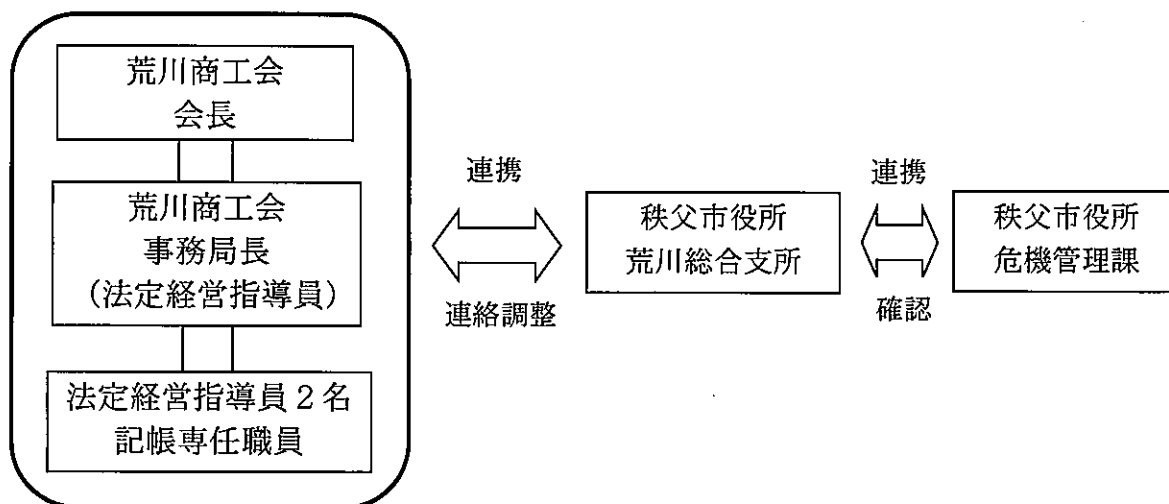 荒川商工会
会長
荒川商工会
事務局長
（法定経営指導員）
法定経営指導員２名
記帳専任職員
連携
連絡調整
秩父市役所
荒川総合支所
連携
確認
秩父市役所
危機管理課